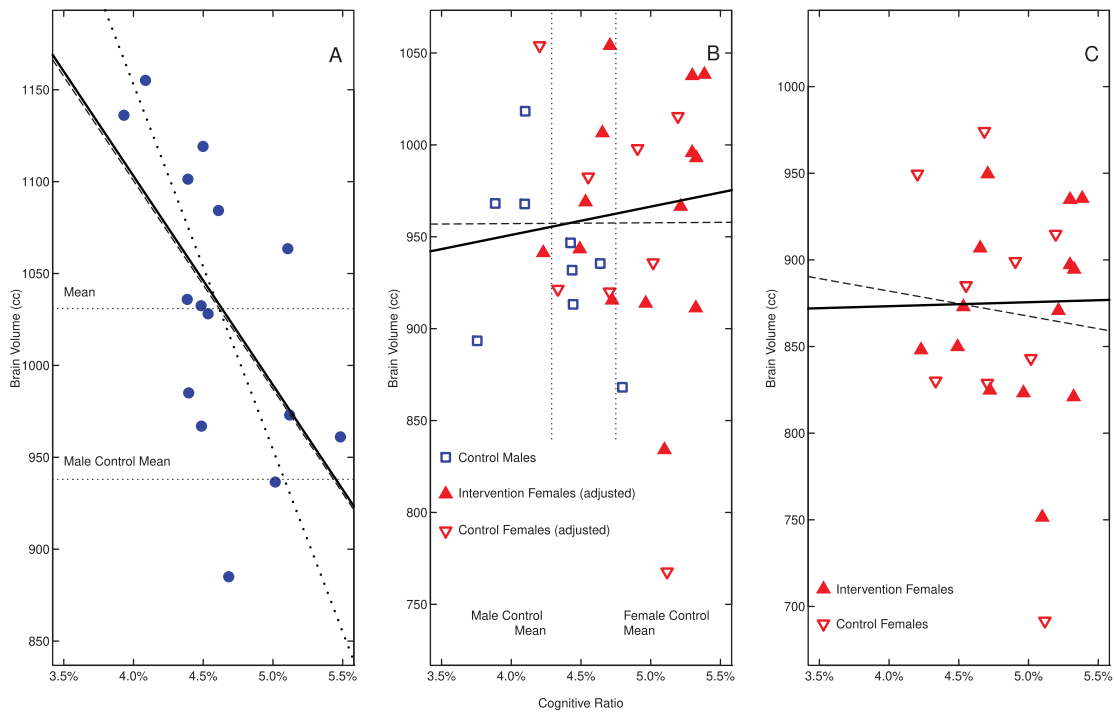 A
B
C
1150
1100
1050
1000
950
900
850
Mean
Male Control Mean
Brain Volume (cc)
3.5%
4.0%
4.5%
5.0%
5.5%
1050
1000
950
900
850
800
750
Brain Volume (cc)
Control Males
Intervention Females (adjusted)
Control Females (adjusted)
Male Control
Mean
Female Control
Mean
3.5%
4.0%
4.5%
5.0%
5.5%
1000
950
900
850
800
750
700
Brain Volume (cc)
Intervention Females
Control Females
3.5%
4.0%
4.5%
5.0%
5.5%
Cognitive Ratio